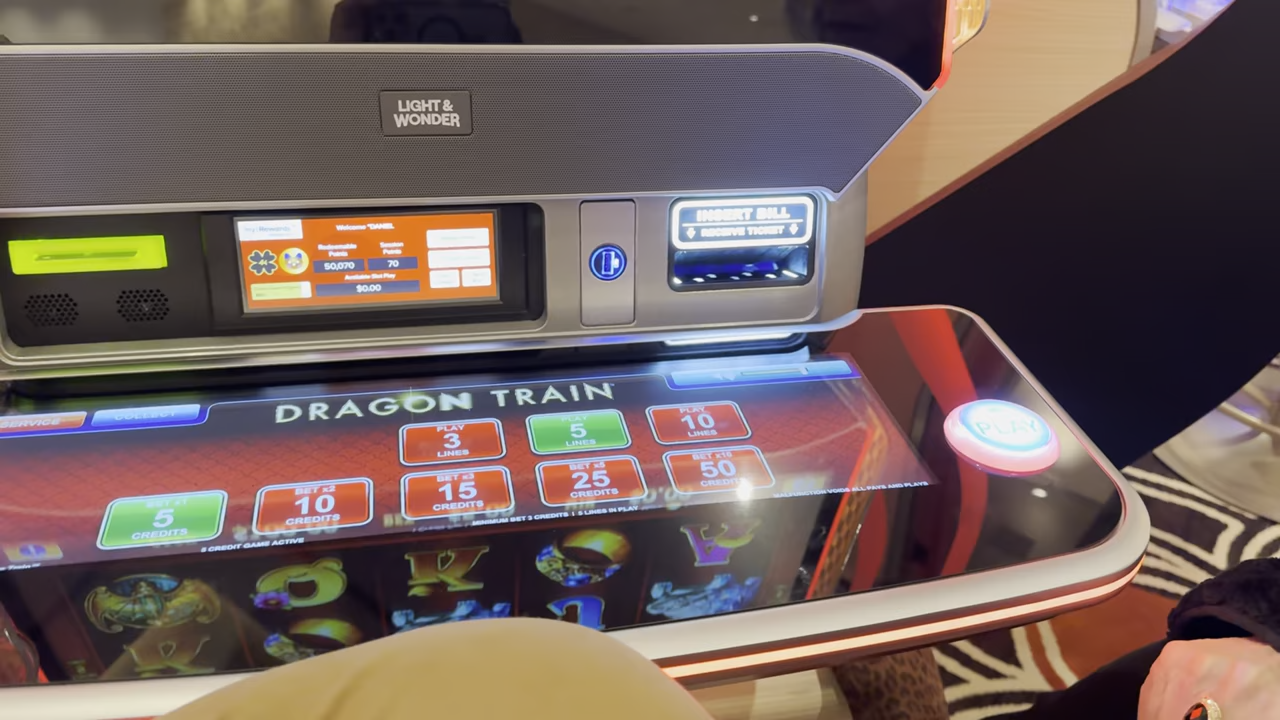 LIGHT &
WONDER
Welcome *DANIEL
Redeemable
Points
Session
Points
50,070
70
Available Slot Play
$0.00
INSERT BILL
RECEIVE TICKET
SERVICE
COLLECT
DRAGON TRAIN
PLAY
3
LINES
PLAY
5
LINES
PLAY
10
LINES
PLAY
BET x1
5
CREDITS
BET x2
10
CREDITS
BET x3
15
CREDITS
BET x5
25
CREDITS
BET x10
50
CREDITS
5 CREDIT GAME ACTIVE
MINIMUM BET 3 CREDITS
MALFUNCTION VOIDS ALL PAYS AND PLAYS
K